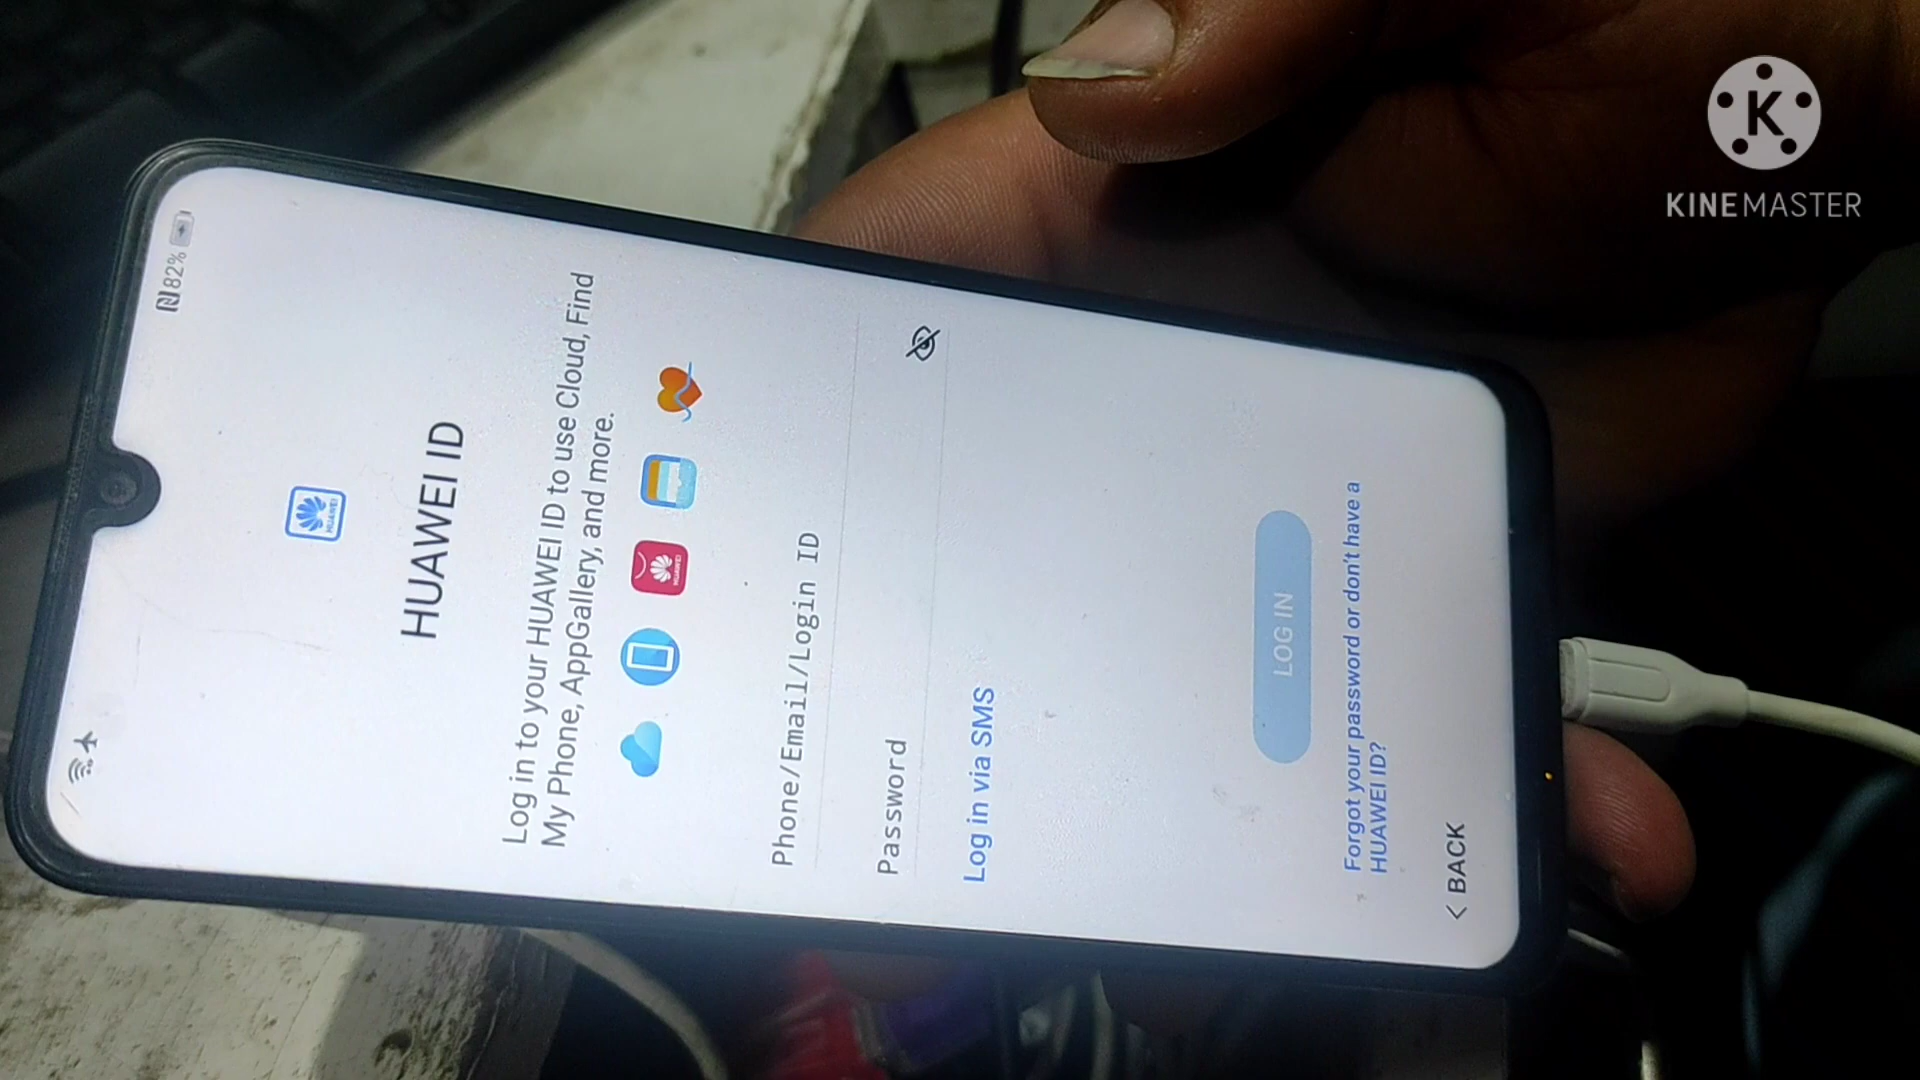 82%
HUAWEI
HUAWEI ID
Log in to your HUAWEI ID to use Cloud, Find
My Phone, AppGallery, and more.
HUAWEI
Phone/Email/Login ID
Password
Log in via SMS
LOG IN
Forgot your password or don't have a
HUAWEI ID?
< BACK
K
KINEMASTER